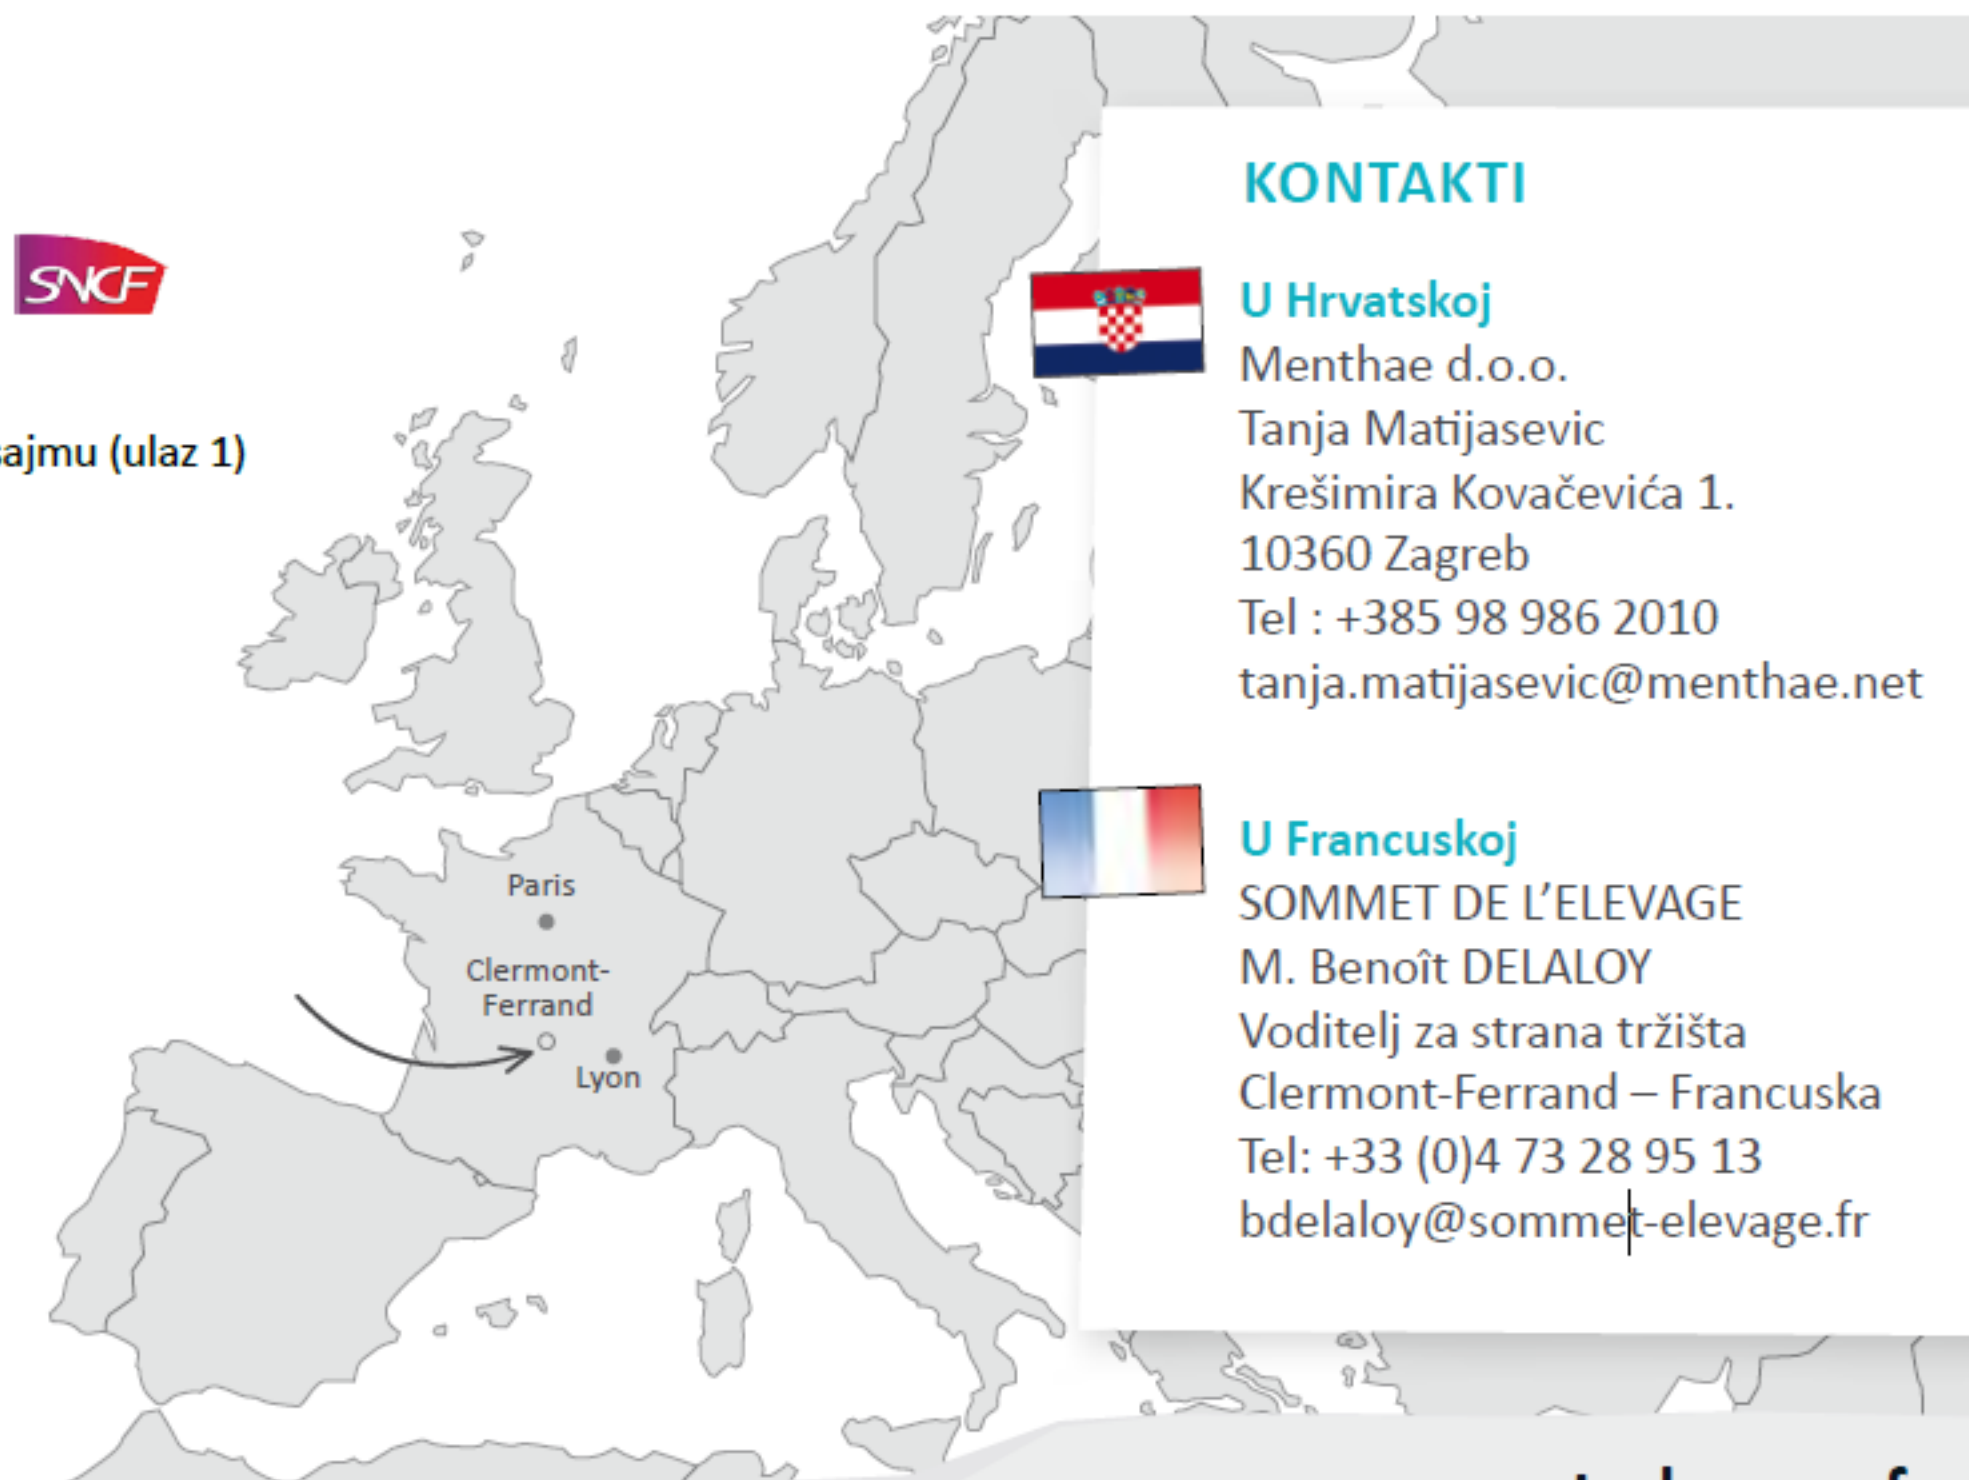 SNCF
sajmu (ulaz 1)
Paris
Clermont-
Ferrand
Lyon
KONTAKTI
U Hrvatskoj
Menthae d.o.o.
Tanja Matijasevic
Krešimira Kovačevića 1.
10360 Zagreb
Tel : +385 98 986 2010
tanja.matijasevic@menthae.net
U Francuskoj
SOMMET DE L’ELEVAGE
M. Benoît DELALOY
Voditelj za strana tržišta
Clermont-Ferrand – Francuska
Tel: +33 (0)4 73 28 95 13
bdelaloy@sommet-elevage.fr